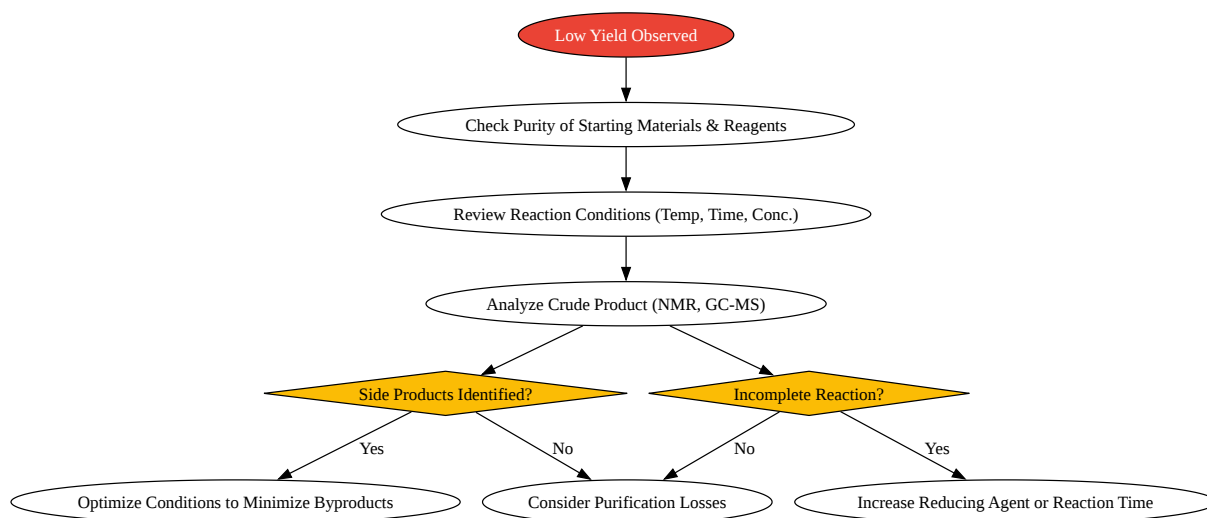 Low Yield Observed
Check Purity of Starting Materials & Reagents
Review Reaction Conditions (Temp, Time, Conc.)
Analyze Crude Product (NMR, GC-MS)
Side Products Identified?
Incomplete Reaction?
Yes
No
No
Yes
Optimize Conditions to Minimize Byproducts
Consider Purification Losses
Increase Reducing Agent or Reaction Time